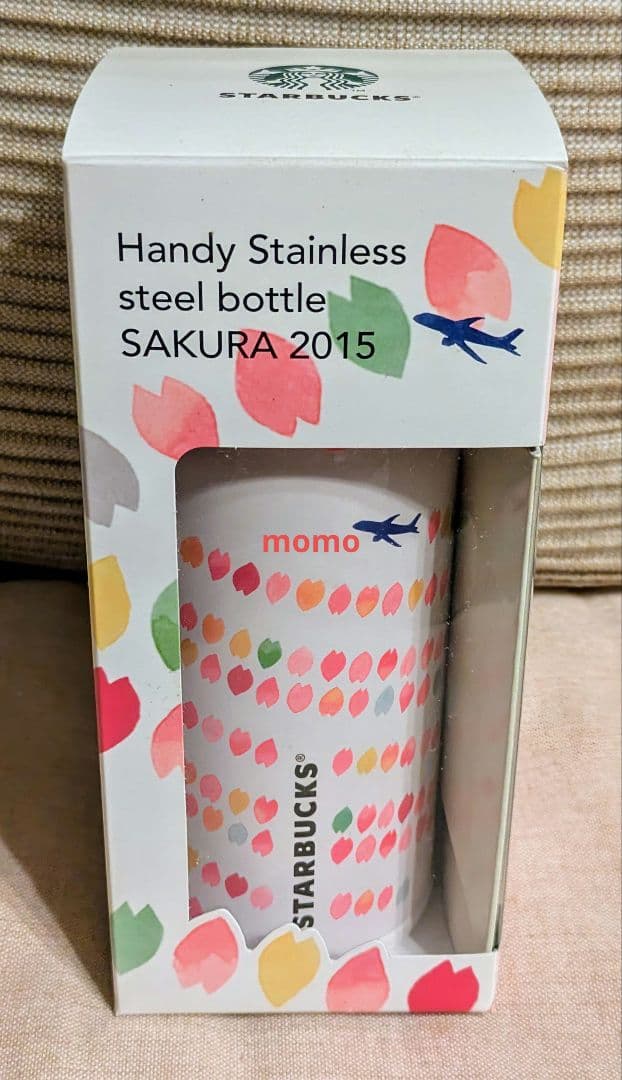 STARBUCKS®
Handy Stainless
steel bottle
SAKURA 2015
momo
STARBUCKS®